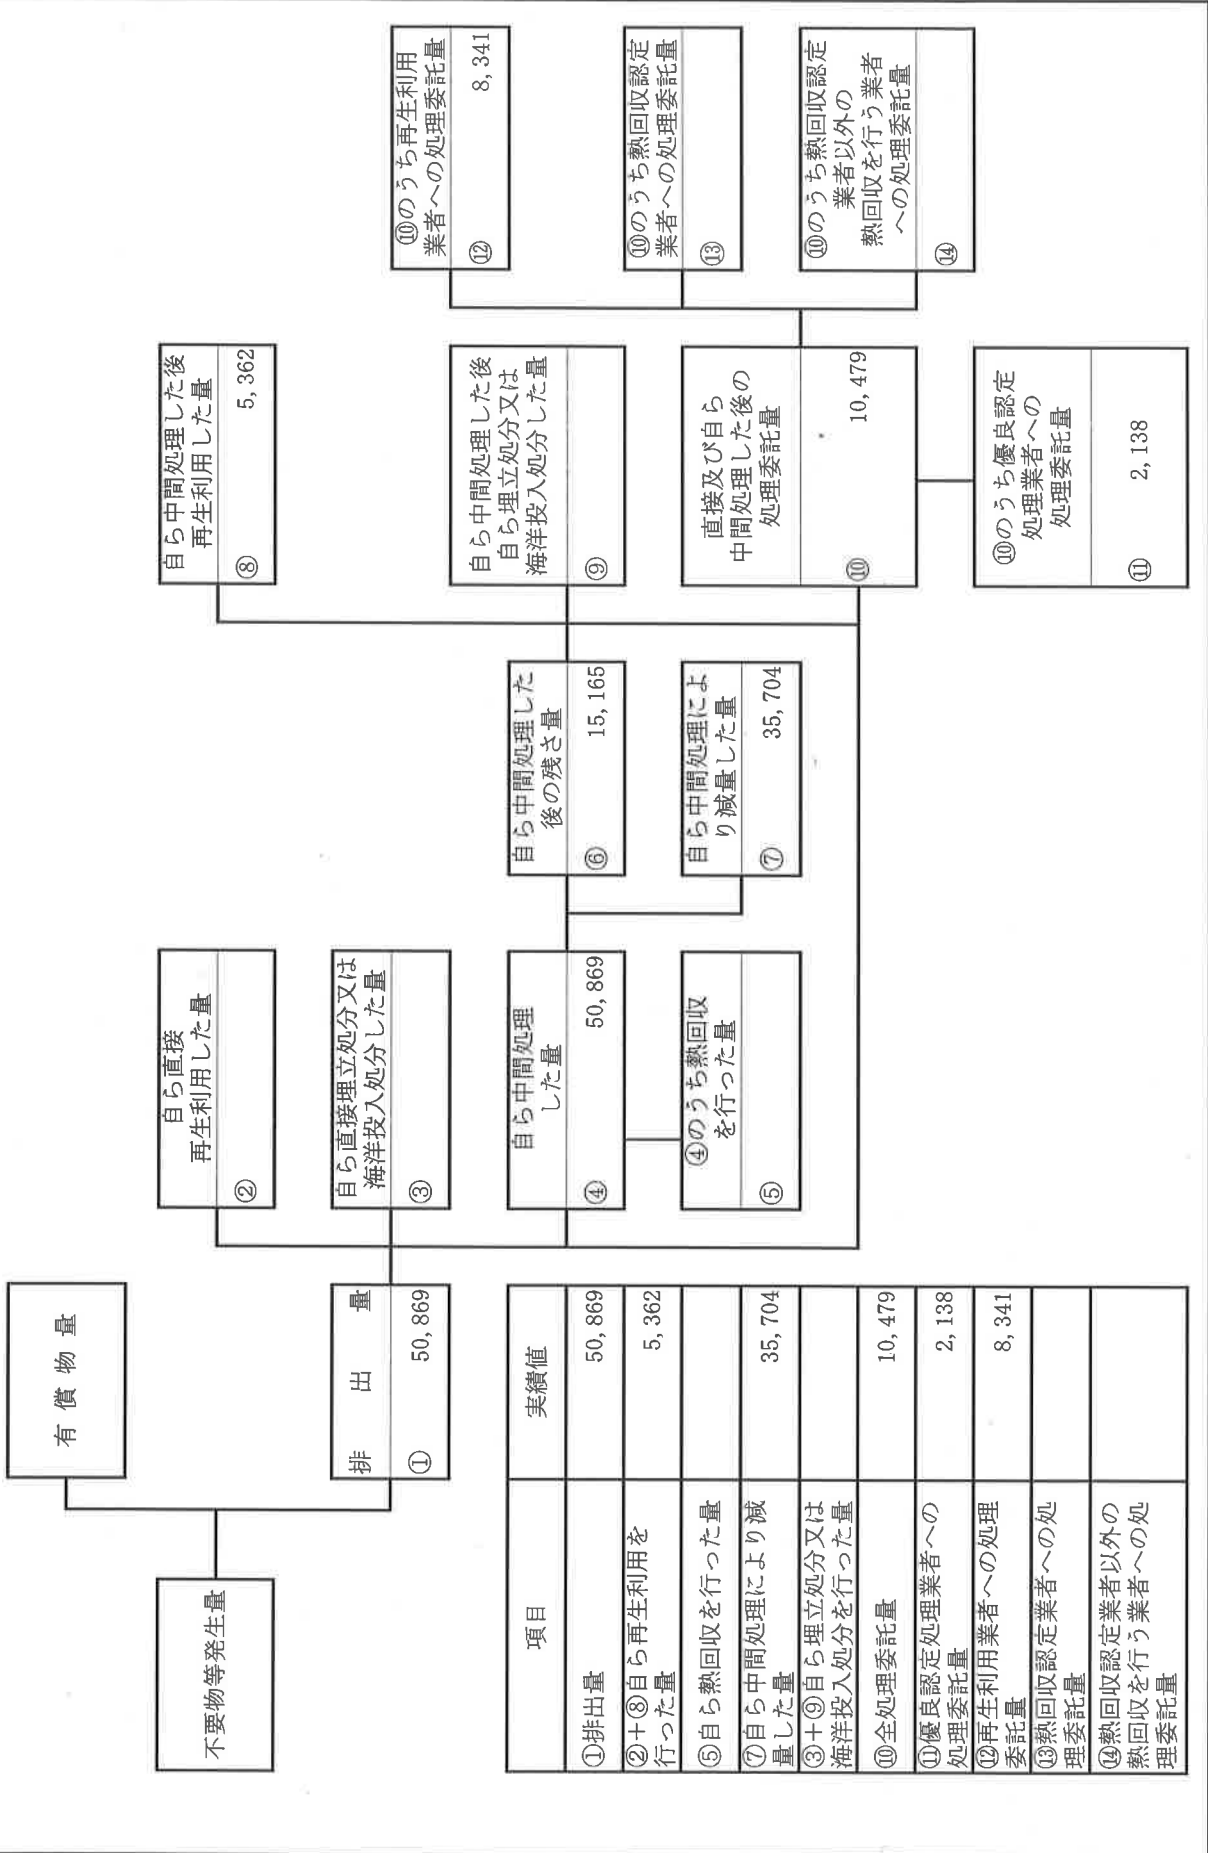 有償物量
不要物等発生量
排出量
① 50,869
自ら直接
再生利用した量
②
自ら直接埋立処分又は
海洋投入処分した量
③
自ら中間処理
した量
④ 50,869
④のうち熱回収
を行った量
⑤
自ら中間処理した
後の残さ量
⑥ 15,165
自ら中間処理によ
り減量した量
⑦ 35,704
自ら中間処理した後
再生利用した量
⑧ 5,362
自ら中間処理した後
自ら埋立処分又は
海洋投入処分した量
⑨
直接及び自ら
中間処理した後の
処理委託量
⑩ 10,479
⑩のうち優良認定
処理業者への
処理委託量
⑪ 2,138
⑩のうち再生利用
業者への処理委託量
⑫ 8,341
⑩のうち熱回収認定
業者への処理委託量
⑬
⑩のうち熱回収認定
業者以外の
熱回収を行う業者
への処理委託量
⑭
項目 実績値
①排出量 50,869
②+⑧自ら再生利用を
行った量 5,362
⑤自ら熱回収を行った量
⑦自ら中間処理により減
量した量 35,704
③+⑨自ら埋立処分又は
海洋投入処分を行った量
⑩全処理委託量 10,479
⑪優良認定処理業者への
処理委託量 2,138
⑫再生利用業者への処理
委託量 8,341
⑬熱回収認定業者への処
理委託量
⑭熱回収認定業者以外の
熱回収を行う業者への処
理委託量